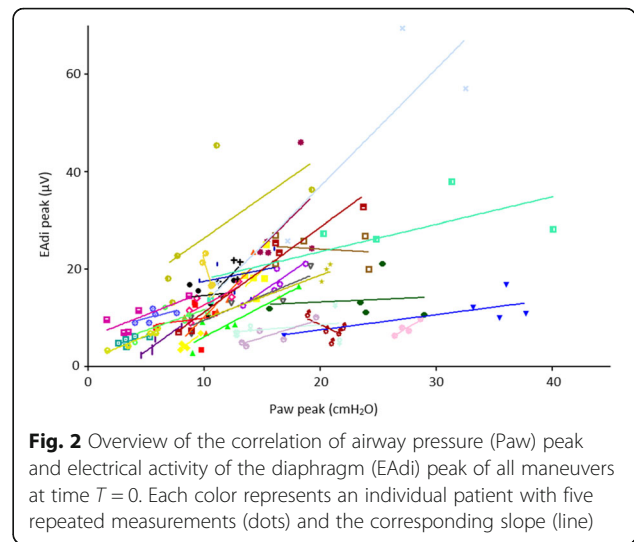 60
40
20
0
EAdi peak (µV)
0 10 20 30 40
Paw peak (cmH₂O)
Fig. 2 Overview of the correlation of airway pressure (Paw) peak
and electrical activity of the diaphragm (EAdi) peak of all maneuvers
at time T = 0. Each color represents an individual patient with five
repeated measurements (dots) and the corresponding slope (line)